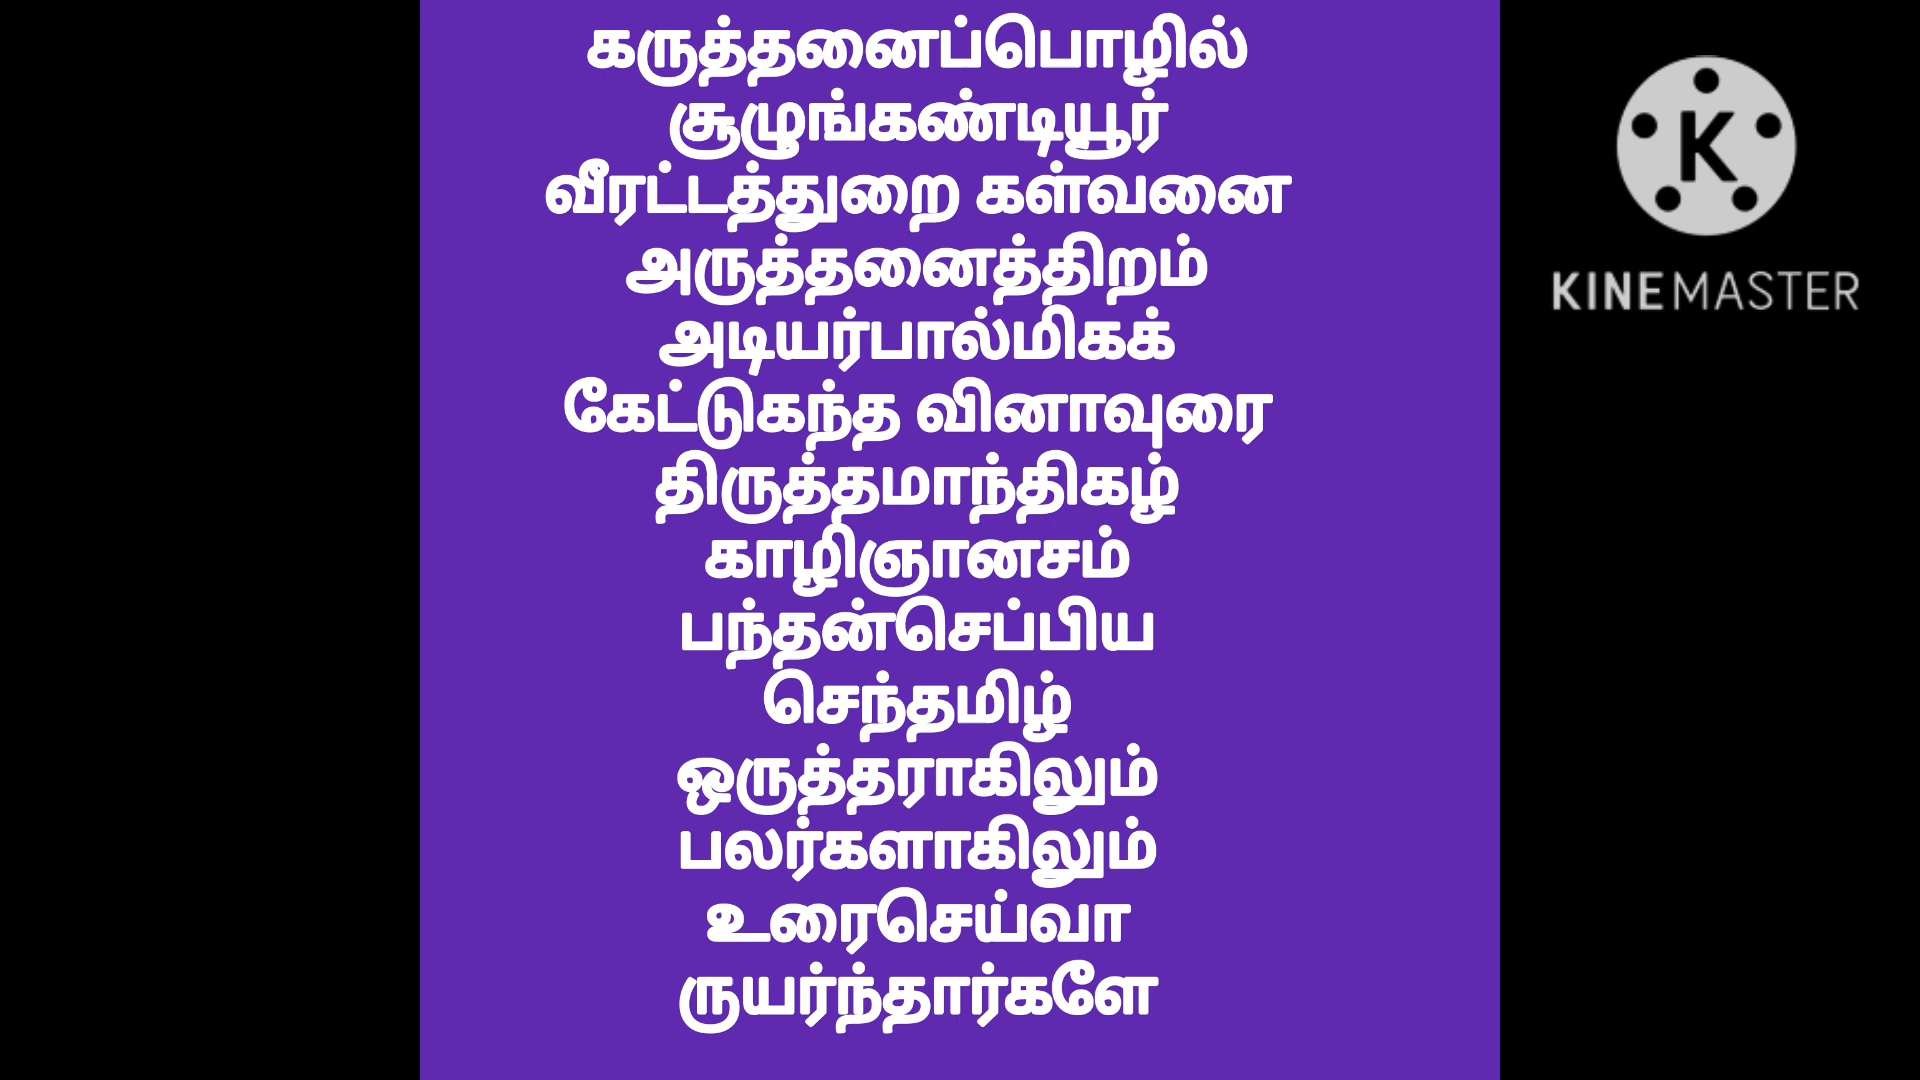 கருத்தனைப்பொழில்
சூழுங்கண்டியூர்
வீரட்டத்துறை கள்வனை
அருத்தனைத்திறம்
அடியர்பால்மிகக்
கேட்டுகந்த வினாவுரை
திருத்தமாந்திகழ்
காழிஞானசம்
பந்தன்செப்பிய
செந்தமிழ்
ஒருத்தராகிலும்
பலர்களாகிலும்
உரைசெய்வா
ருயர்ந்தார்களே
K
KINEMASTER